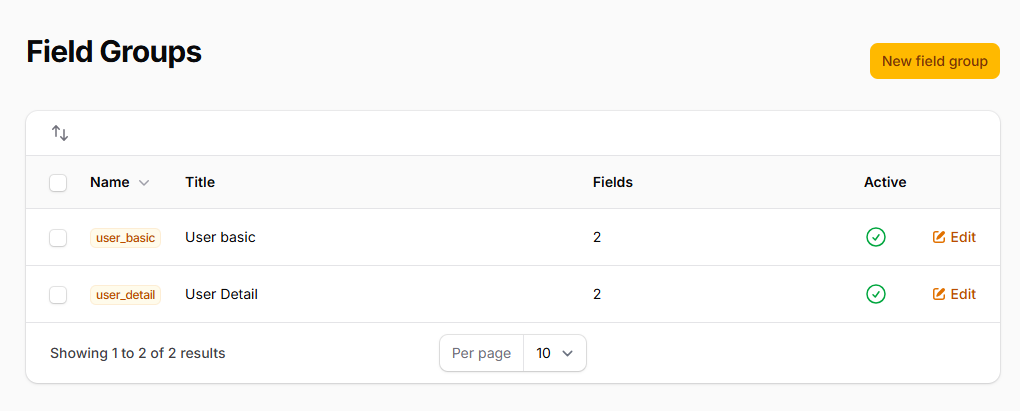 Field Groups
New field group
Name Title Fields Active
user_basic User basic 2 Edit
user_detail User Detail 2 Edit
Showing 1 to 2 of 2 results Per page 10